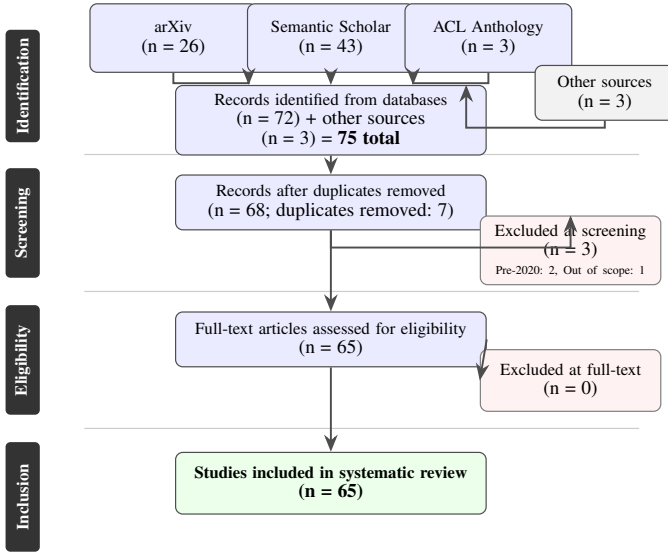 Identification
arXiv
(n = 26)
Semantic Scholar
(n = 43)
ACL Anthology
(n = 3)
Other sources
(n = 3)
Records identified from databases
(n = 72) + other sources
(n = 3) = 75 total
Screening
Records after duplicates removed
(n = 68; duplicates removed: 7)
Excluded at screening
(n = 3)
Pre-2020: 2, Out of scope: 1
Eligibility
Full-text articles assessed for eligibility
(n = 65)
Excluded at full-text
(n = 0)
Inclusion
Studies included in systematic review
(n = 65)